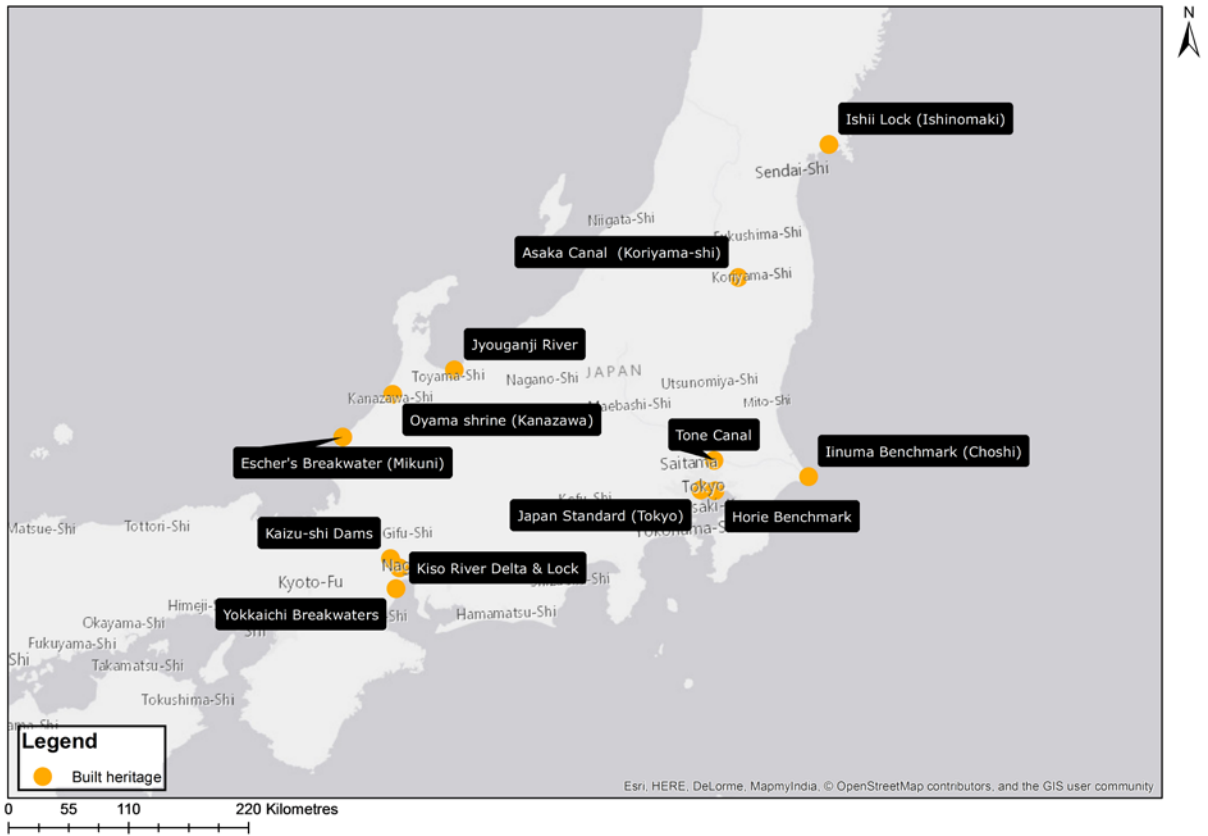 N
Ishii Lock (Ishinomaki)
Sendai-Shi
Niigata-Shi
Fukushima-Shi
Asaka Canal (Koriyama-shi)
Koriyama-Shi
Jyouganji River
Toyama-Shi
Nagano-Shi
JAPAN
Utsunomiya-Shi
Kanazawa-Shi
Maebashi-Shi
Mito-Shi
Oyama shrine (Kanazawa)
Tone Canal
Iinuma Benchmark (Choshi)
Escher's Breakwater (Mikuni)
Saitama
Tokyo
Kofu-Shi
Japan Standard (Tokyo)
Horie Benchmark
Matsue-Shi
Tottori-Shi
Kaizu-shi Dams
Gifu-Shi
Kiso River Delta & Lock
Kyoto-Fu
Yokkaichi Breakwaters
Hamamatsu-Shi
Okayama-Shi
Fukuyama-Shi
Shi
Takamatsu-Shi
Tokushima-Shi
Legend
Built heritage
Esri, HERE, DeLorme, MapmyIndia, © OpenStreetMap contributors, and the GIS user community
0 55 110 220 Kilometres